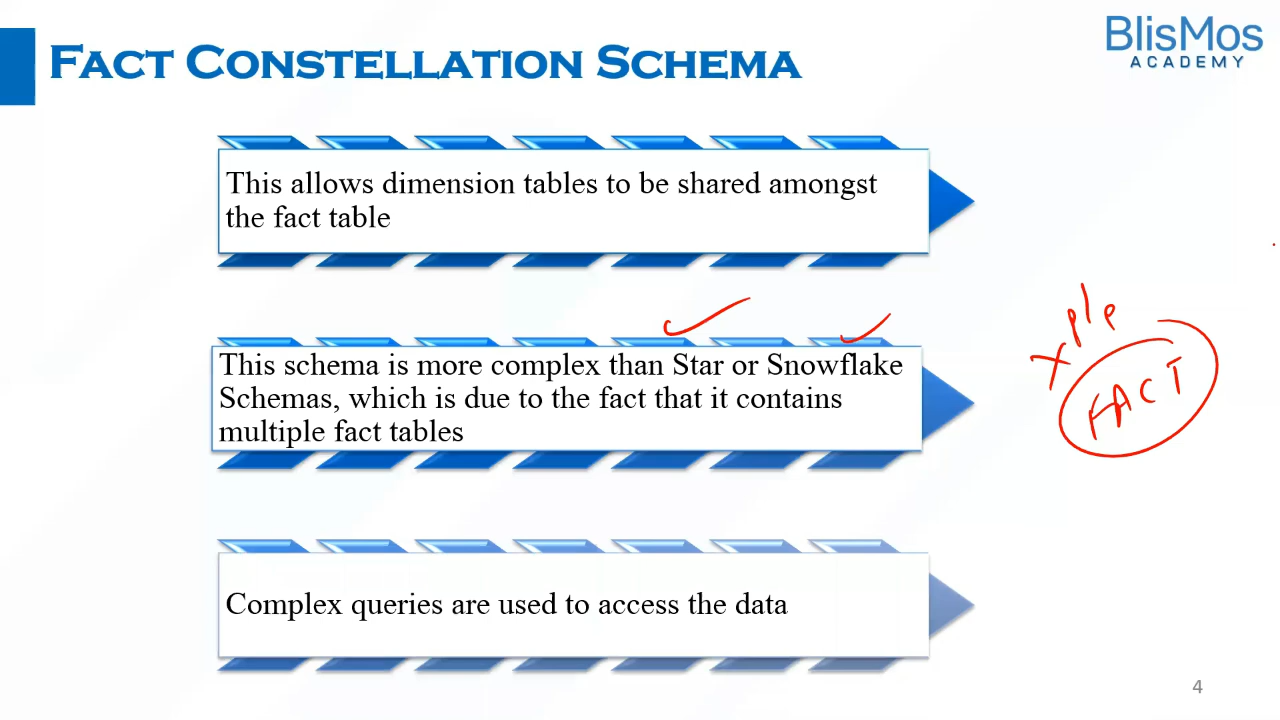 FACT CONSTELLATION SCHEMA
BlisMos
ACADEMY
This allows dimension tables to be shared amongst
the fact table
This schema is more complex than Star or Snowflake
Schemas, which is due to the fact that it contains
multiple fact tables
xple
FACT
Complex queries are used to access the data
4